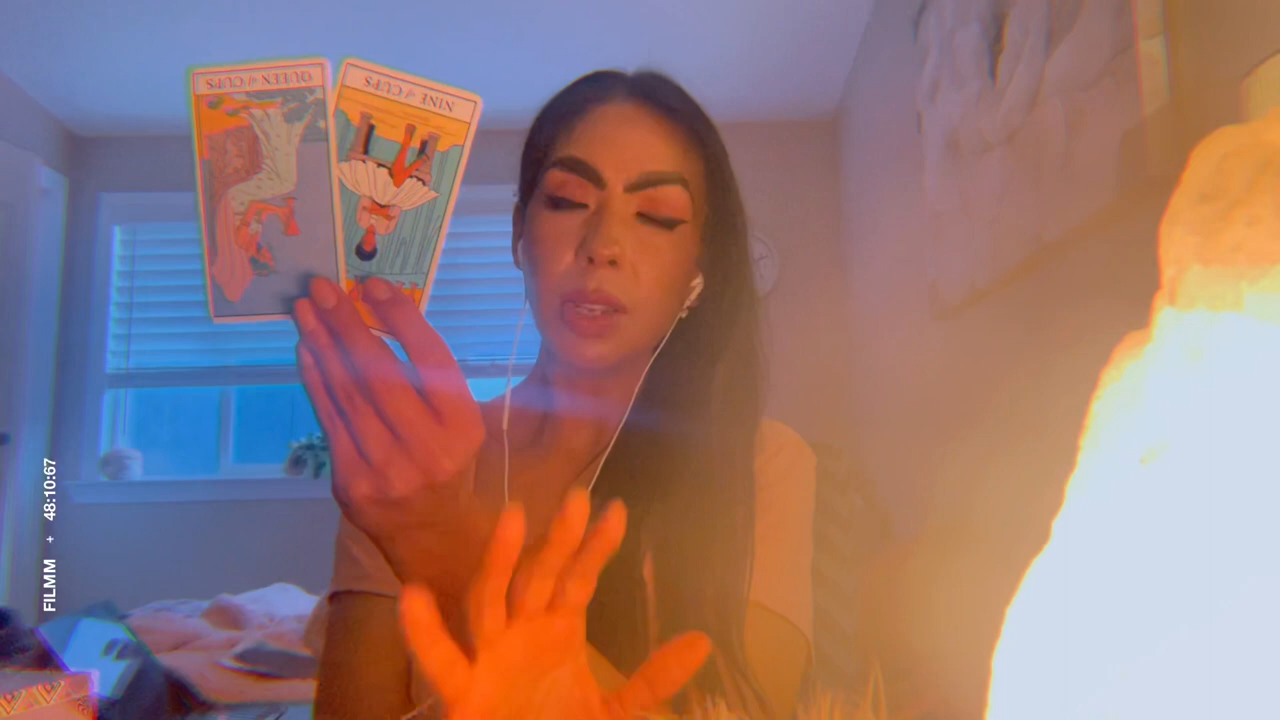 QUEEN of CUPS
NINE of CUPS
FILMM + 48:10:67